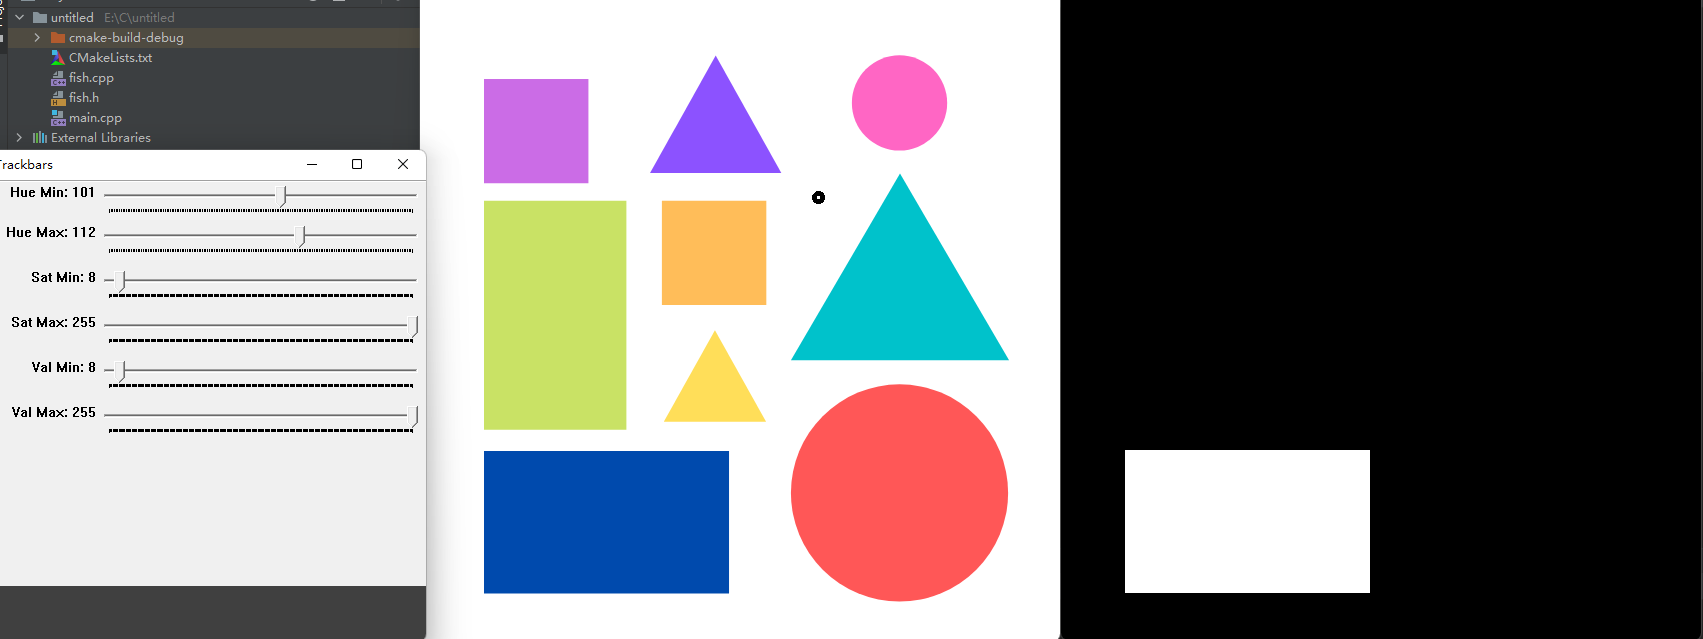 untitled E:\C\untitled
cmake-build-debug
CMakeLists.txt
fish.cpp
fish.h
main.cpp
External Libraries
Trackbars
Hue Min: 101
Hue Max: 112
Sat Min: 8
Sat Max: 255
Val Min: 8
Val Max: 255